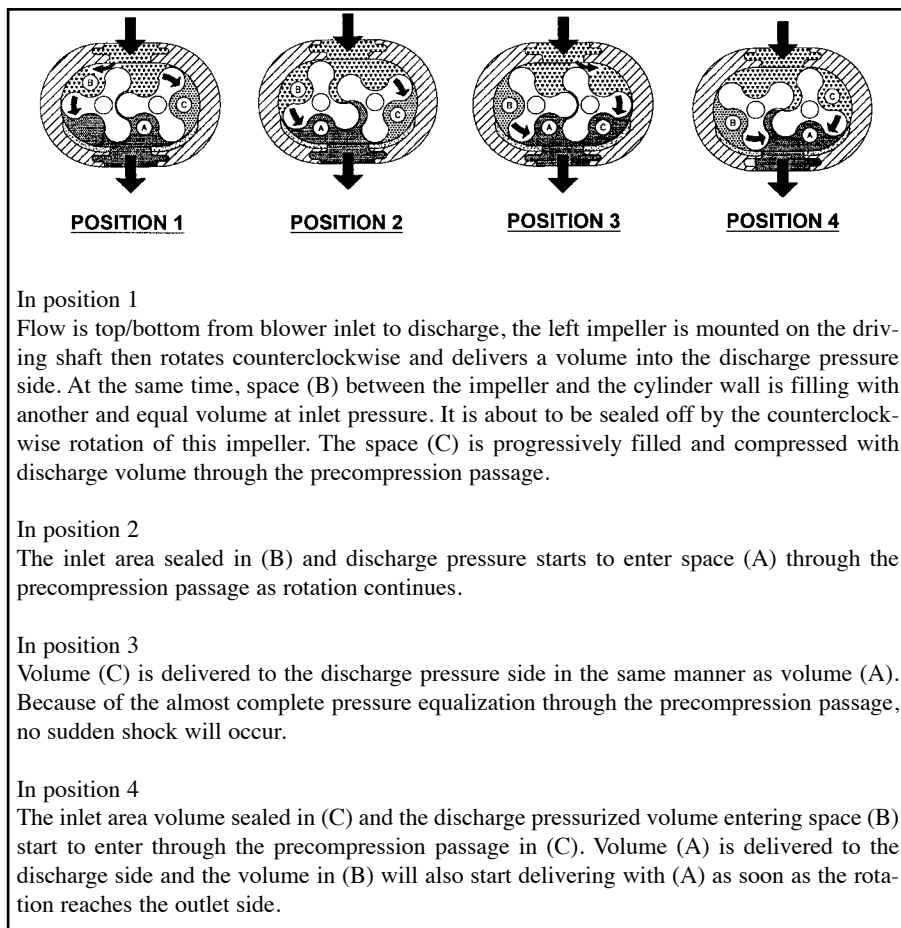 B C A
B C A
B C A C
B C A
POSITION 1 POSITION 2 POSITION 3 POSITION 4
In position 1
Flow is top/bottom from blower inlet to discharge, the left impeller is mounted on the driv-
ing shaft then rotates counterclockwise and delivers a volume into the discharge pressure
side. At the same time, space (B) between the impeller and the cylinder wall is filling with
another and equal volume at inlet pressure. It is about to be sealed off by the counterclock-
wise rotation of this impeller. The space (C) is progressively filled and compressed with
discharge volume through the precompression passage.
In position 2
The inlet area sealed in (B) and discharge pressure starts to enter space (A) through the
precompression passage as rotation continues.
In position 3
Volume (C) is delivered to the discharge pressure side in the same manner as volume (A).
Because of the almost complete pressure equalization through the precompression passage,
no sudden shock will occur.
In position 4
The inlet area volume sealed in (C) and the discharge pressurized volume entering space (B)
start to enter through the precompression passage in (C). Volume (A) is delivered to the
discharge side and the volume in (B) will also start delivering with (A) as soon as the rota-
tion reaches the outlet side.